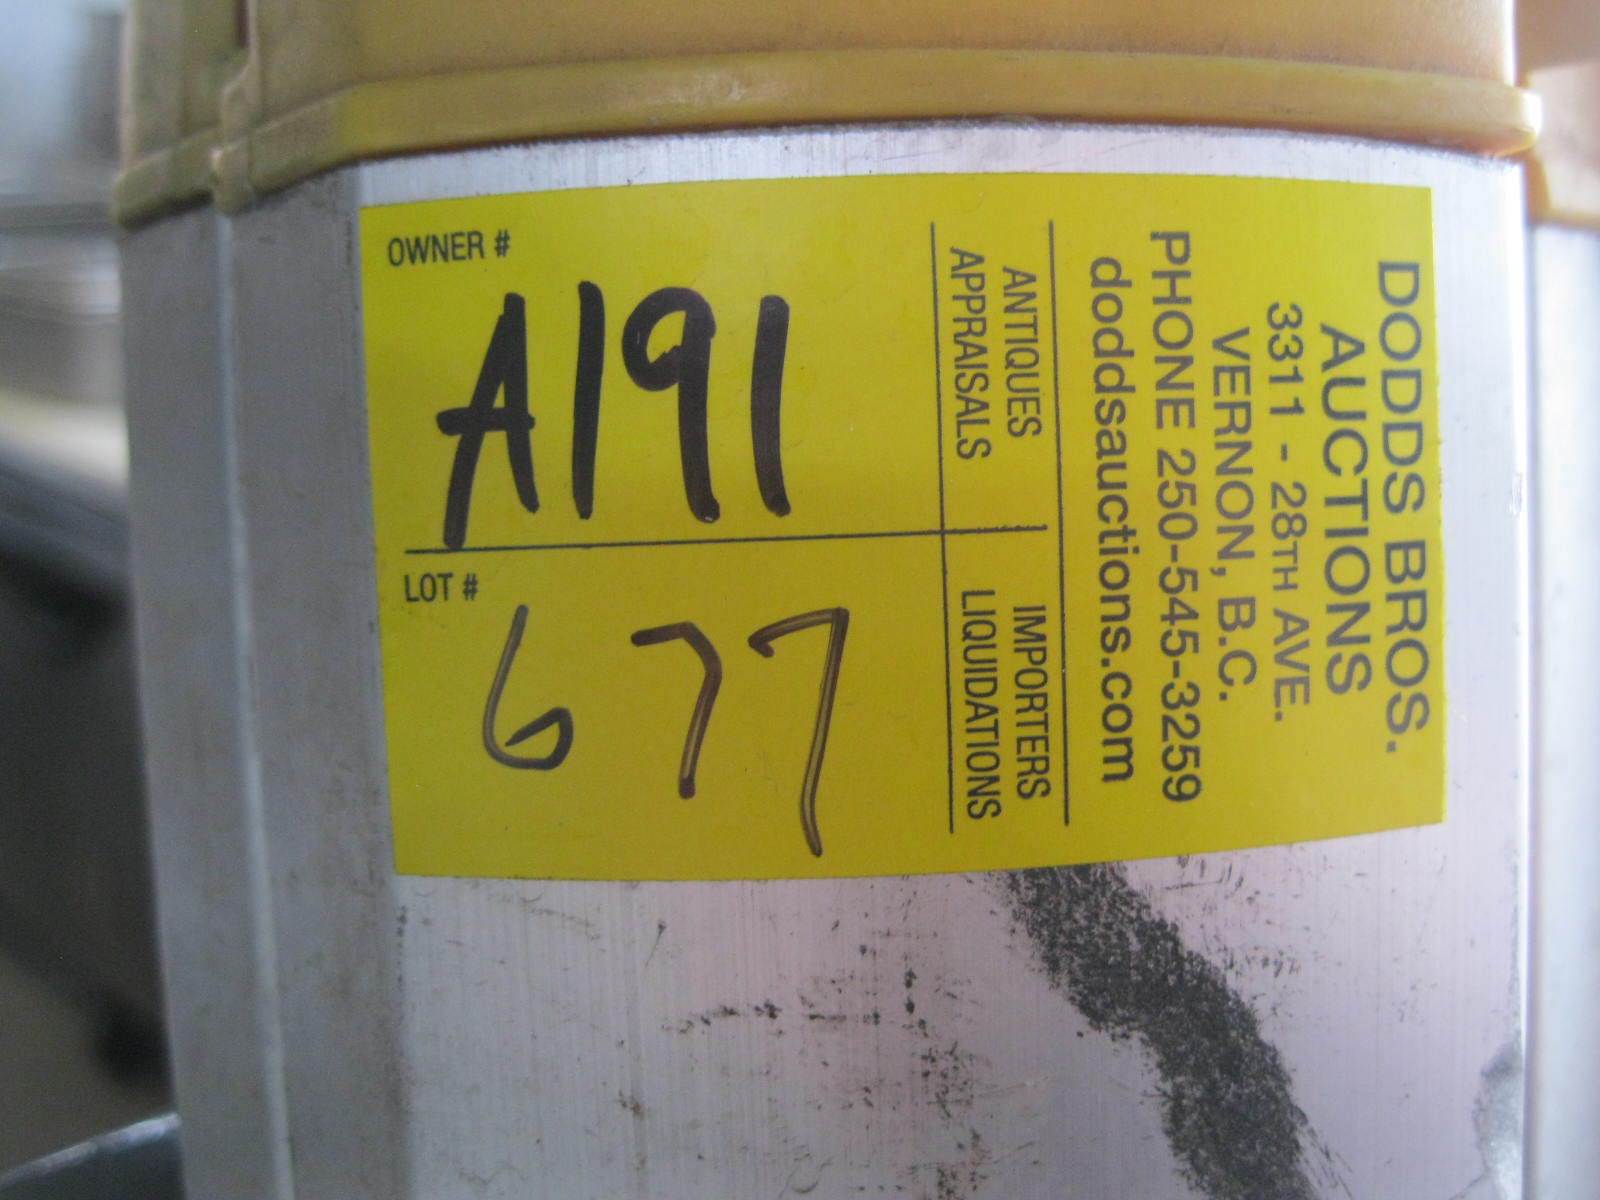 DODDS BROS.
AUCTIONS
3311 - 28TH AVE.
VERNON, B.C.
PHONE 250-545-3259
doddsauctions.com
ANTIQUES
APPRAISALS
IMPORTERS
LIQUIDATIONS
OWNER #
A191
LOT #
677